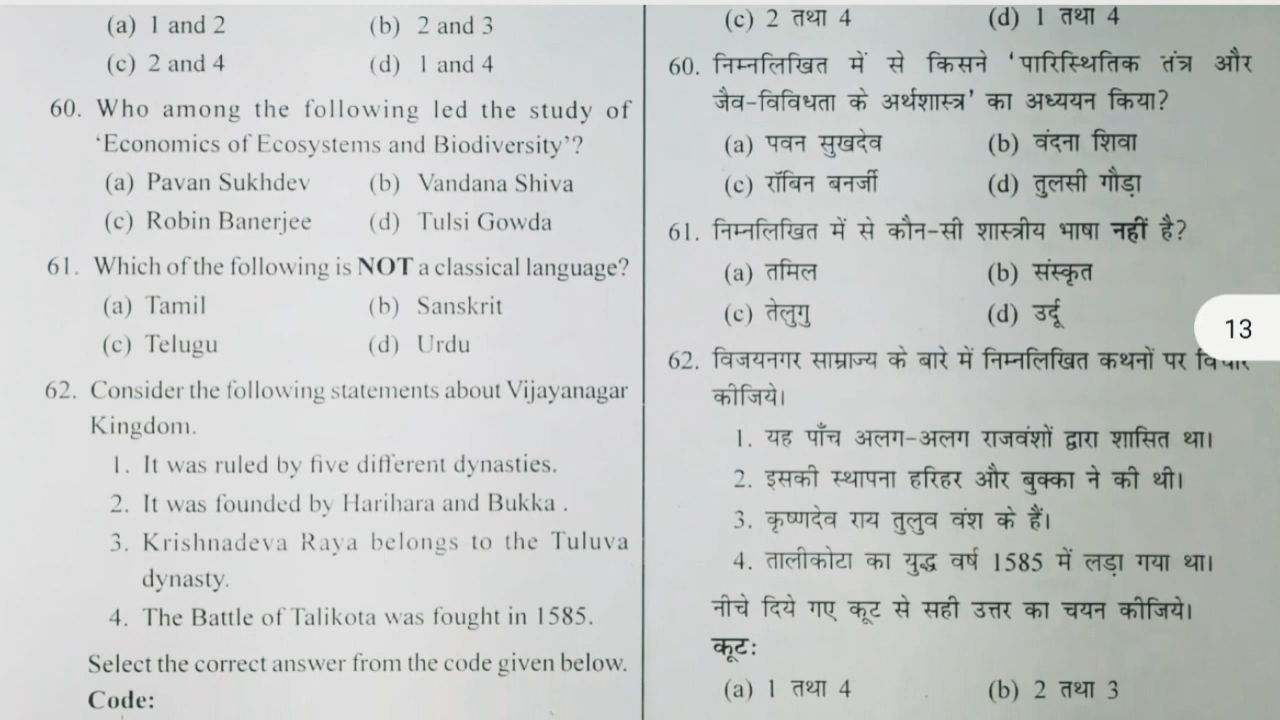 (a) 1 and 2 (b) 2 and 3
(c) 2 and 4 (d) 1 and 4
60. Who among the following led the study of
‘Economics of Ecosystems and Biodiversity’?
(a) Pavan Sukhdev (b) Vandana Shiva
(c) Robin Banerjee (d) Tulsi Gowda
61. Which of the following is NOT a classical language?
(a) Tamil (b) Sanskrit
(c) Telugu (d) Urdu
62. Consider the following statements about Vijayanagar
Kingdom.
1. It was ruled by five different dynasties.
2. It was founded by Harihara and Bukka .
3. Krishnadeva Raya belongs to the Tuluva
dynasty.
4. The Battle of Talikota was fought in 1585.
Select the correct answer from the code given below.
Code:
(c) 2 तथा 4 (d) 1 तथा 4
60. निम्नलिखित में से किसने ‘पारिस्थितिक तंत्र और
जैव-विविधता के अर्थशास्त्र’ का अध्ययन किया?
(a) पवन सुखदेव (b) वंदना शिवा
(c) रॉबिन बनर्जी (d) तुलसी गौड़ा
61. निम्नलिखित में से कौन-सी शास्त्रीय भाषा नहीं है?
(a) तमिल (b) संस्कृत
(c) तेलुगु (d) उर्दू
13
62. विजयनगर साम्राज्य के बारे में निम्नलिखित कथनों पर विचार
कीजिये।
1. यह पाँच अलग-अलग राजवंशों द्वारा शासित था।
2. इसकी स्थापना हरिहर और बुक्का ने की थी।
3. कृष्णदेव राय तुलुव वंश के हैं।
4. तालीकोटा का युद्ध वर्ष 1585 में लड़ा गया था।
नीचे दिये गए कूट से सही उत्तर का चयन कीजिये।
कूट:
(a) 1 तथा 4 (b) 2 तथा 3